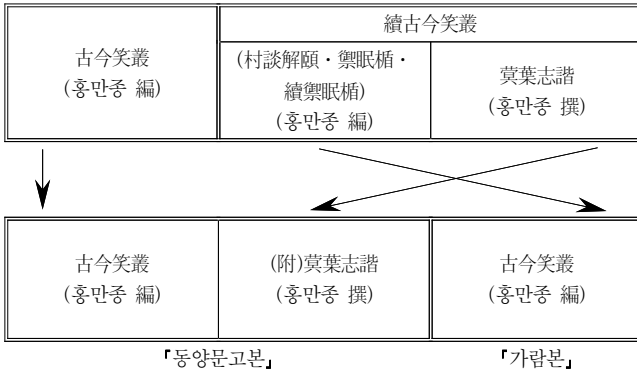 續古今笑叢
古今笑叢
(홍만종 編)
(村談解頤・禦眠楯・
續禦眠楯)
(홍만종 編)
蓂葉志諧
(홍만종 撰)
古今笑叢
(홍만종 編)
(附)蓂葉志諧
(홍만종 撰)
古今笑叢
(홍만종 編)
『동양문고본』
『가람본』